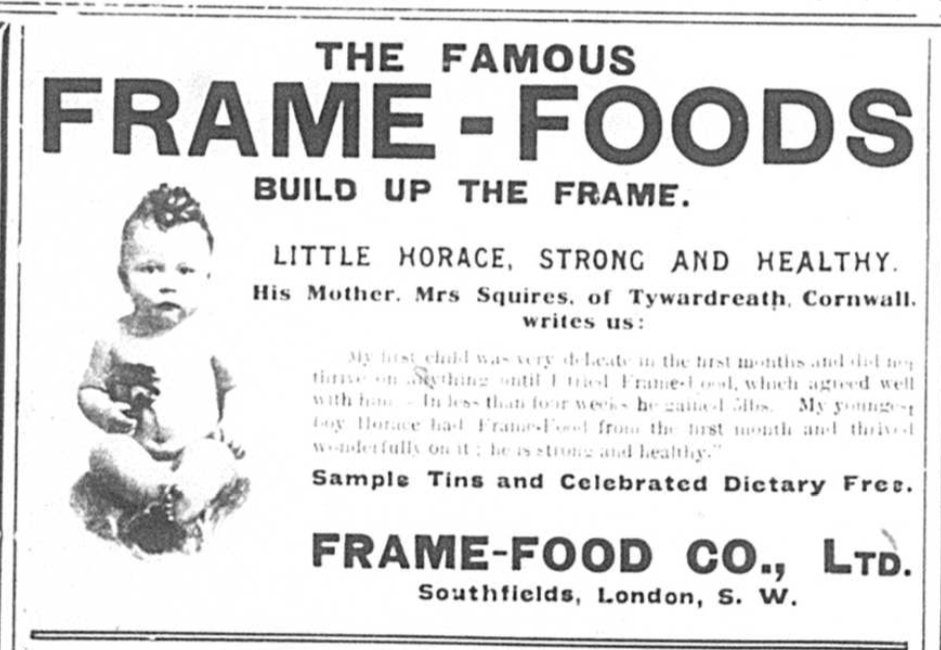 THE FAMOUS
FRAME-FOODS
BUILD UP THE FRAME.
LITTLE HORACE, STRONG AND HEALTHY.
His Mother, Mrs Squires, of Tywardreath, Cornwall,
writes us:
My first child was very delicate in the first months and did not
thrive on anything until I tried Frame-Food, which agreed well
with him. In less than four weeks he gained 5lbs. My youngest
boy Horace had Frame-Food from the first month and thrived
wonderfully on it; he is strong and healthy."
Sample Tins and Celebrated Dietary Free.
FRAME-FOOD CO., LTD.
Southfields, London, S. W.